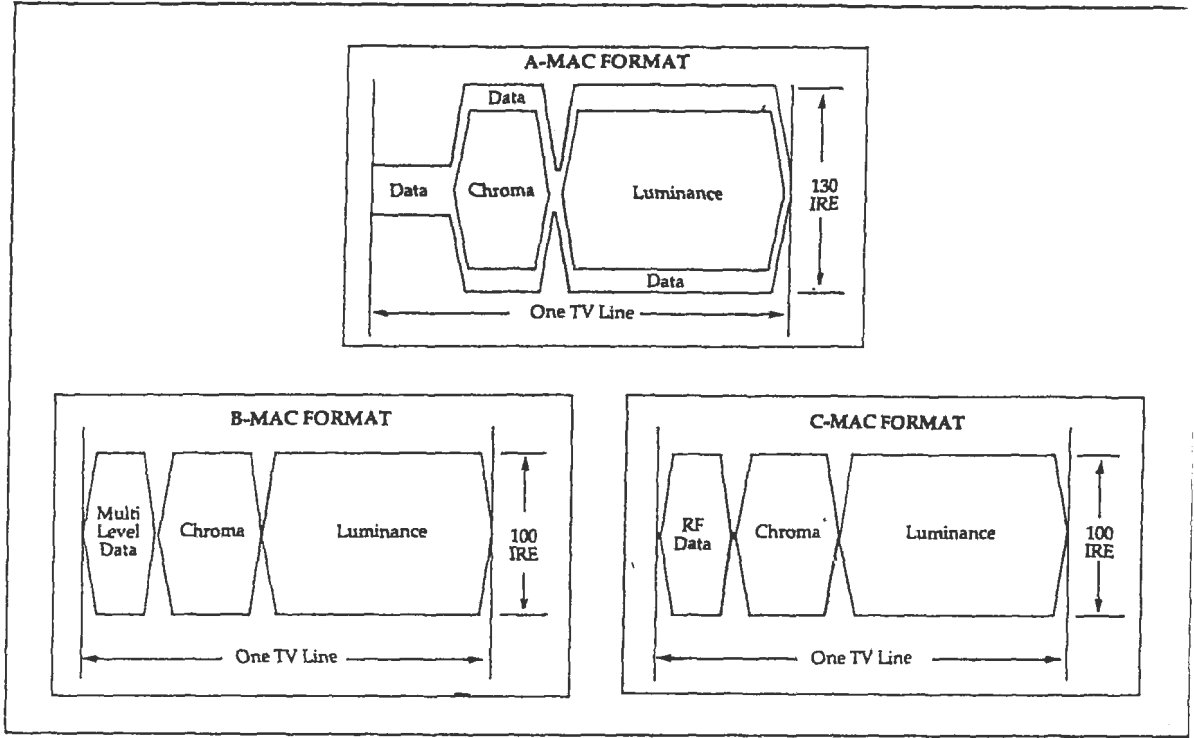 A-MAC FORMAT
Data
Data
Chroma
Luminance
Data
130
IRE
One TV Line
B-MAC FORMAT
Multi
Level
Data
Chroma
Luminance
100
IRE
One TV Line
C-MAC FORMAT
RF
Data
Chroma
Luminance
100
IRE
One TV Line